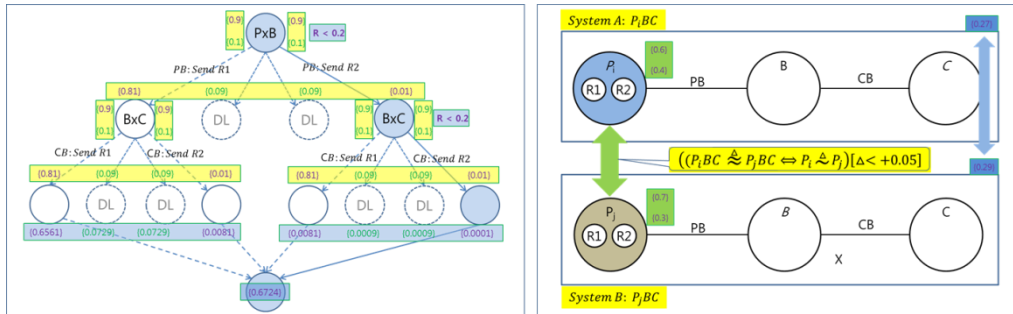 (0.9)
(0.1)
PxB
(0.9)
(0.1)
R < 0.2
PB: Send R1
PB: Send R2
(0.81)
(0.09)
(0.09)
(0.01)
(0.9)
(0.1)
BxC
(0.9)
(0.1)
DL
DL
(0.9)
(0.1)
BxC
(0.9)
(0.1)
R < 0.2
CB: Send R1
CB: Send R2
CB: Send R1
CB: Send R2
(0.81)
(0.09)
(0.09)
(0.01)
(0.81)
(0.09)
(0.09)
(0.01)
DL
DL
DL
DL
(0.6561)
(0.0729)
(0.0729)
(0.0081)
(0.0081)
(0.0009)
(0.0009)
(0.0001)
(0.6724)
System A: PᵢBC
(0.27)
Pᵢ
R1
R2
(0.6)
(0.4)
PB
B
CB
C
((PᵢBC ≙ PⱼBC ⇔ Pᵢ ≙ Pⱼ)[Δ< +0.05]
(0.29)
Pⱼ
R1
R2
(0.7)
(0.3)
PB
B
CB
X
C
System B: PⱼBC